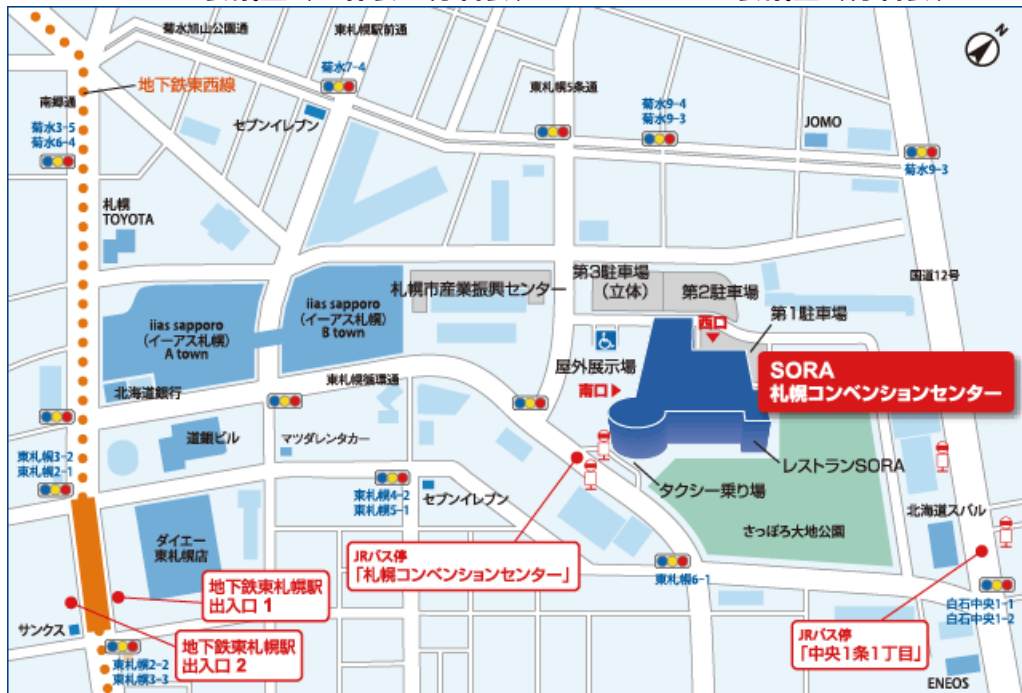 菊水旭山公園通
東札幌駅前通
N
菊水7-4
地下鉄東西線
南郷通
東札幌5条通
菊水9-4
菊水9-3
セブンイレブン
JOMO
菊水3-5
菊水6-4
菊水9-3
札幌
TOYOTA
国道12号
第3駐車場
(立体)
札幌市産業振興センター
第2駐車場
第1駐車場
iias sapporo
(イーアス札幌)
A town
iias sapporo
(イーアス札幌)
B town
西口
屋外展示場
SORA
札幌コンベンションセンター
南口
東札幌循環通
北海道銀行
道銀ビル
マツダレンタカー
東札幌3-2
東札幌2-1
レストランSORA
タクシー乗り場
東札幌4-2
東札幌5-1
セブンイレブン
北海道スバル
さっぽろ大地公園
ダイエー
東札幌店
JRバス停
「札幌コンベンションセンター」
東札幌6-1
地下鉄東札幌駅
出入口 1
白石中央1-1
白石中央1-2
サンクス
地下鉄東札幌駅
出入口 2
JRバス停
「中央1条1丁目」
東札幌2-2
東札幌3-3
ENEOS